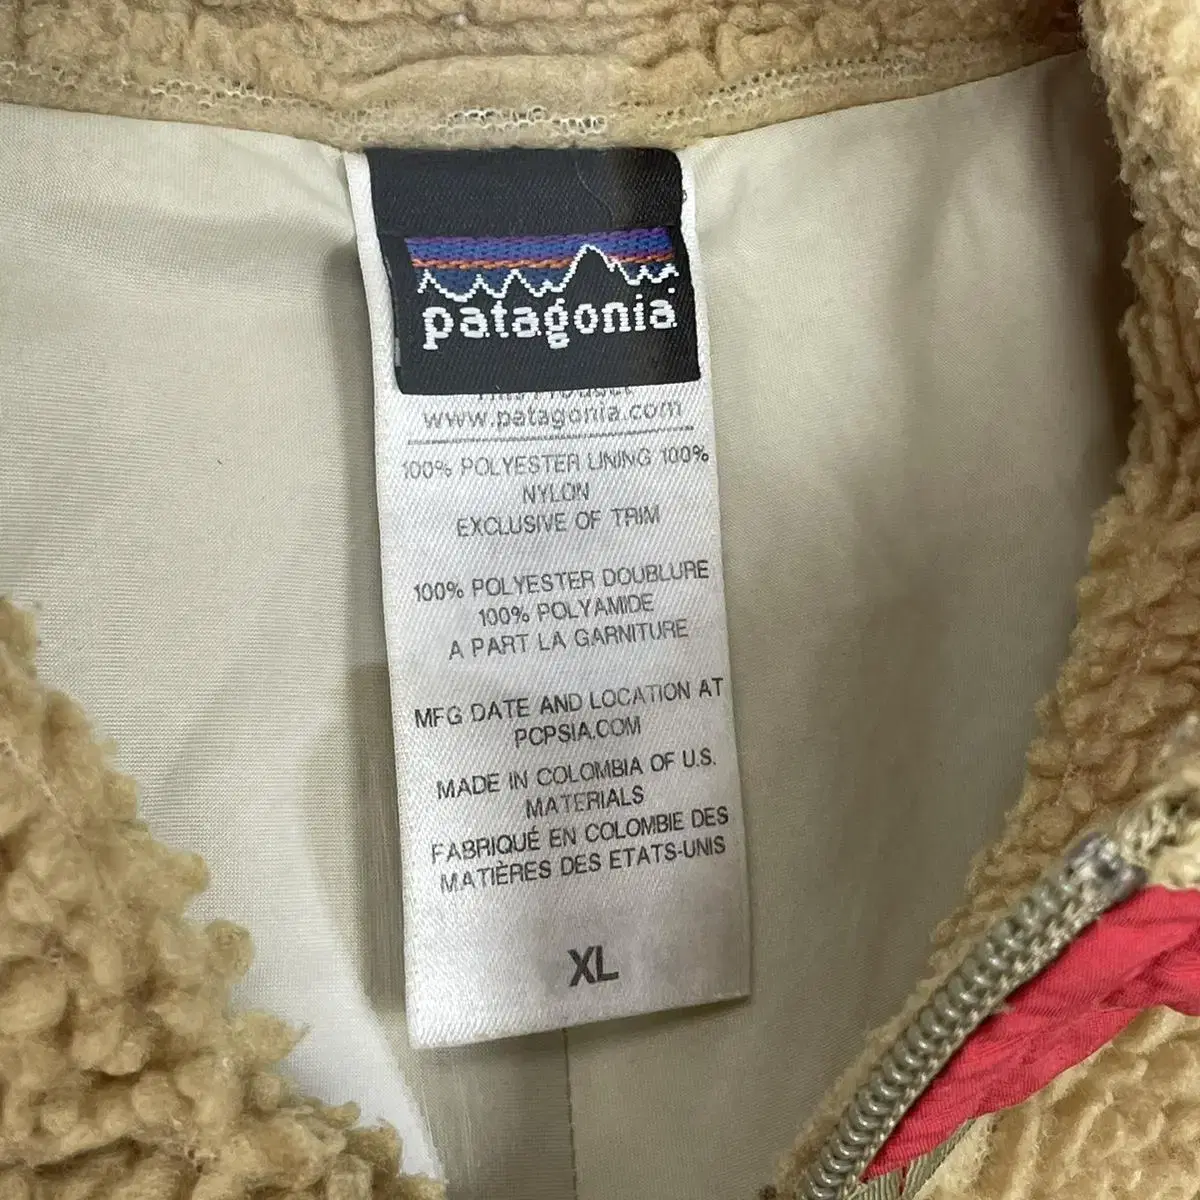 patagonia
www.patagonia.com
100% POLYESTER LINING 100%
NYLON
EXCLUSIVE OF TRIM
100% POLYESTER DOUBLURE
100% POLYAMIDE
A PART LA GARNITURE
MFG DATE AND LOCATION AT
PCPSIA.COM
MADE IN COLOMBIA OF U.S.
MATERIALS
FABRIQUÉ EN COLOMBIE DES
MATIÈRES DES ETATS-UNIS
XL